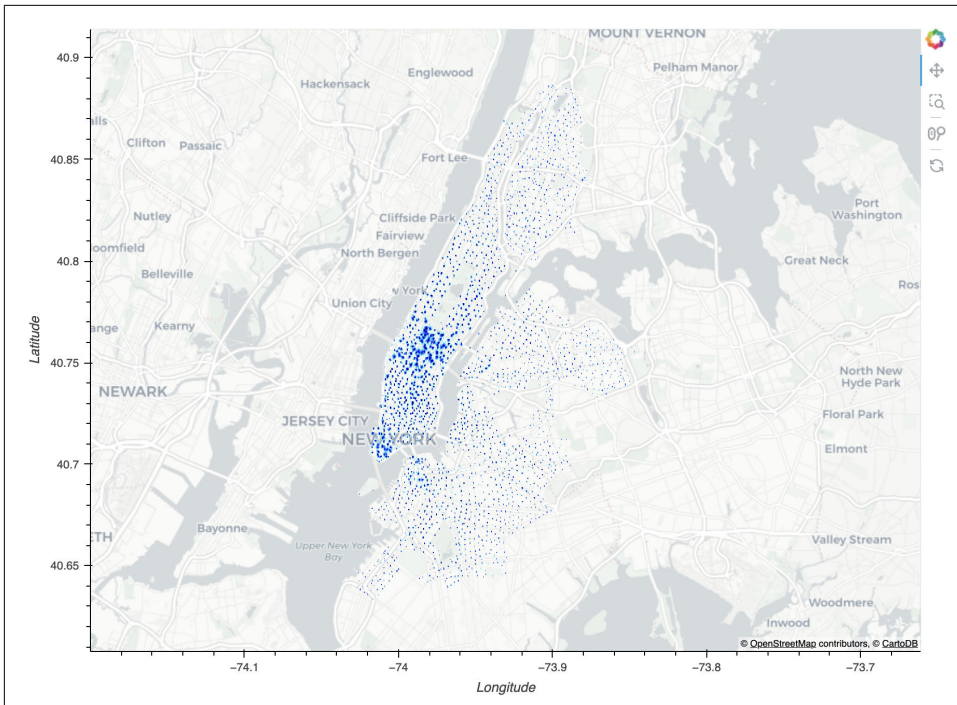 MOUNT VERNON
Pelham Manor
Englewood
Hackensack
Clifton
Passaic
Fort Lee
Port
Washington
Nutley
Cliffside Park
Fairview
North Bergen
Great Neck
Belleville
Union City
Kearny
North New
Hyde Park
NEWARK
Floral Park
JERSEY CITY
NEW YORK
Elmont
Bayonne
Upper New York
Bay
Valley Stream
Woodmere
Inwood
© OpenStreetMap contributors, © CartoDB
40.9
40.85
40.8
40.75
40.7
40.65
Latitude
−74.1
−74
−73.9
−73.8
−73.7
Longitude